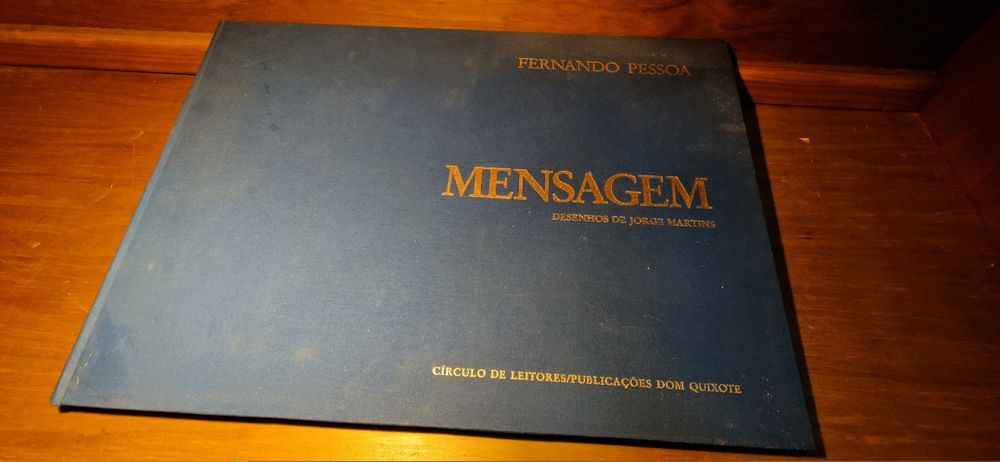 FERNANDO PESSOA
MENSAGEM
DESENHOS DE JORGE MARTINS
CÍRCULO DE LEITORES/PUBLICAÇÕES DOM QUIXOTE